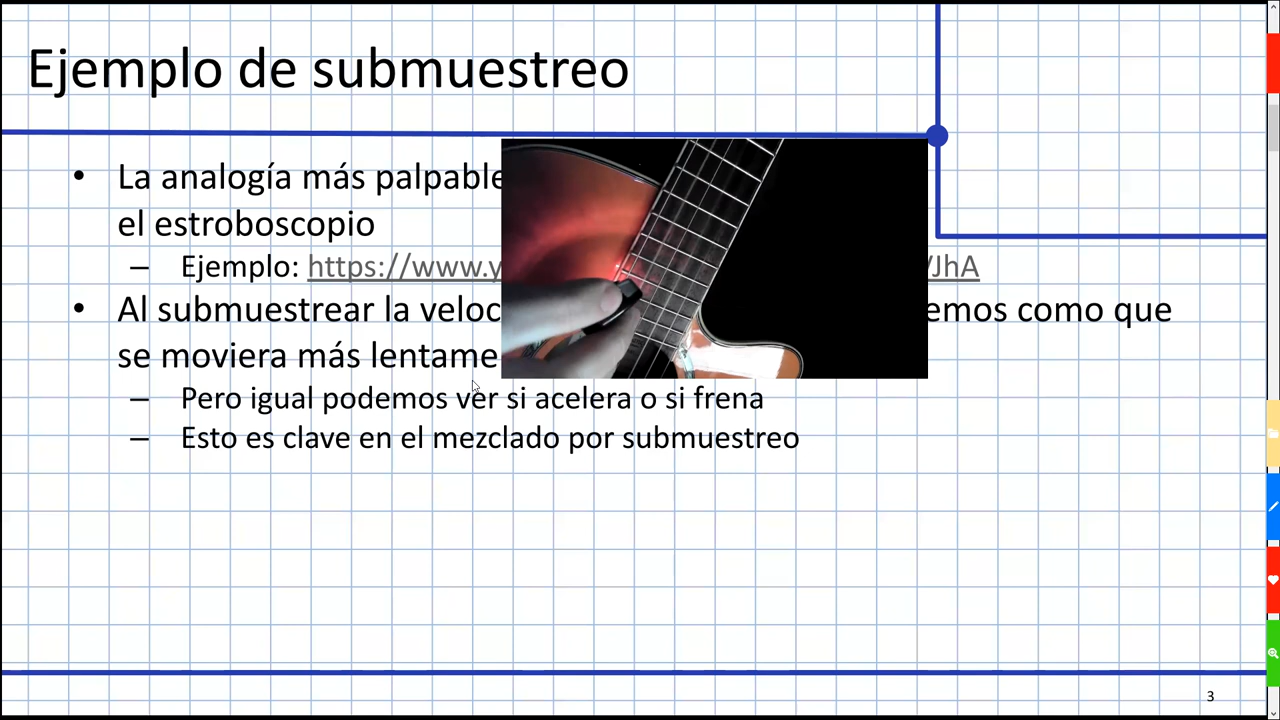 Ejemplo de submuestreo
• La analogía más palpable
el estroboscopio
– Ejemplo: https://www.y VJhA
• Al submuestrear la veloc emos como que
se moviera más lentame
– Pero igual podemos ver si acelera o si frena
– Esto es clave en el mezclado por submuestreo
3